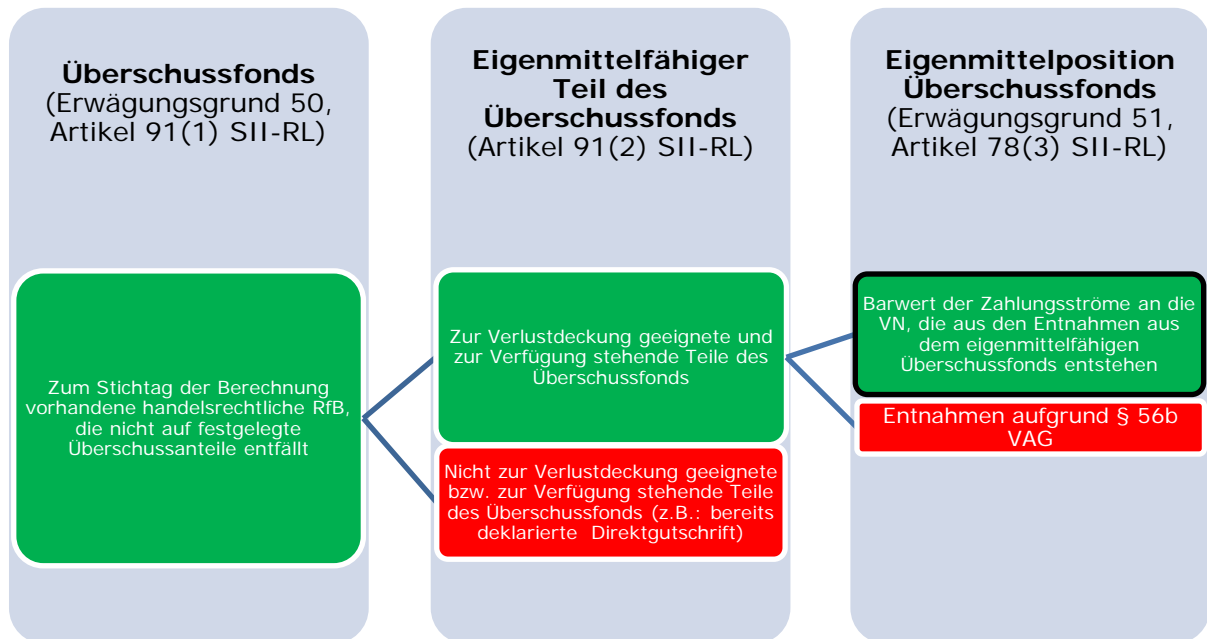 Überschussfonds
(Erwägungsgrund 50,
Artikel 91(1) SII-RL)
Zum Stichtag der Berechnung
vorhandene handelsrechtliche RfB,
die nicht auf festgelegte
Überschussanteile entfällt
Eigenmittelfähiger
Teil des
Überschussfonds
(Artikel 91(2) SII-RL)
Zur Verlustdeckung geeignete und
zur Verfügung stehende Teile des
Überschussfonds
Nicht zur Verlustdeckung geeignete
bzw. zur Verfügung stehende Teile
des Überschussfonds (z.B.: bereits
deklarierte Direktgutschrift)
Eigenmittelposition
Überschussfonds
(Erwägungsgrund 51,
Artikel 78(3) SII-RL)
Barwert der Zahlungsströme an die
VN, die aus den Entnahmen aus
dem eigenmittelfähigen
Überschussfonds entstehen
Entnahmen aufgrund § 56b
VAG